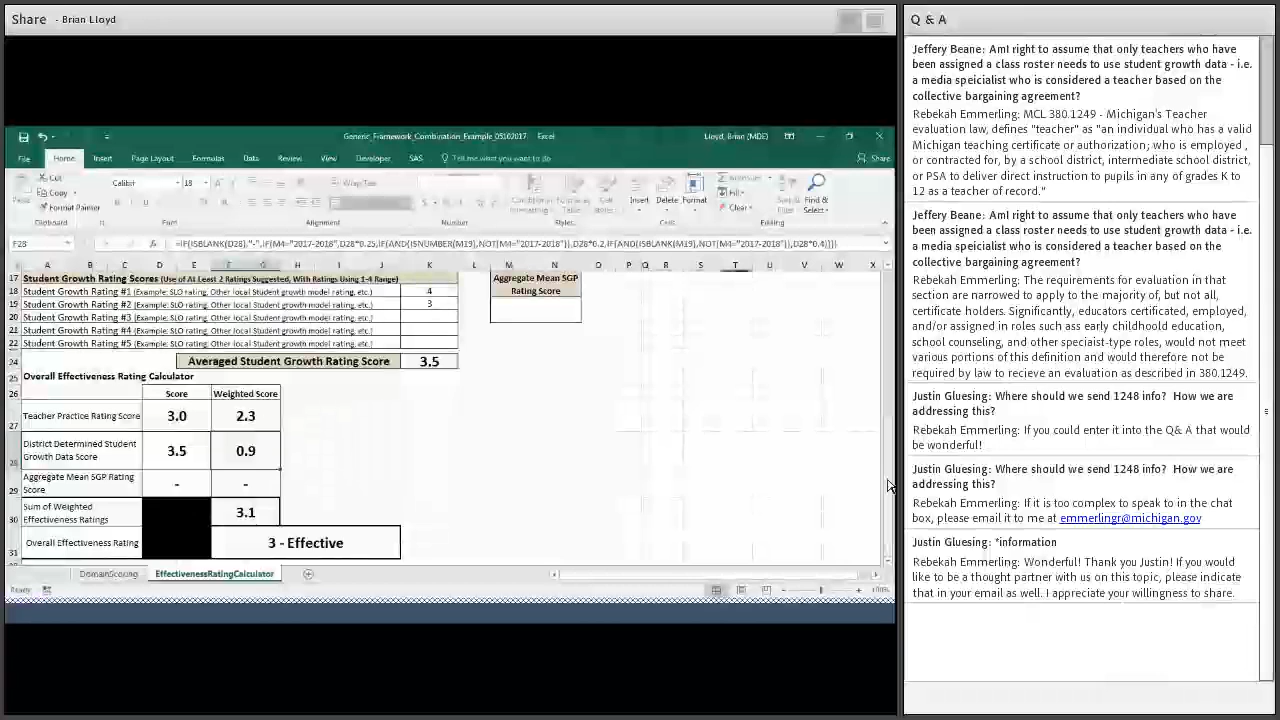 Share - Brian Lloyd
Generic_Framework_Combination_Example_05102017 - Excel
Lloyd, Brian (MDE)
File Home Insert Page Layout Formulas Data Review View Developer SAS Tell me what you want to do Share
Cut Calibri 18 Wrap Text
Copy
Format Painter Insert Delete Format Fill Clear Find & Select
Clipboard Font Alignment Number Styles Cells Editing
F28 fx =IF(ISBLANK(D28),"-",IF(M4="2017-2018",D28*0.25,IF(AND(ISNUMBER(M19),NOT(M4="2017-2018")),D28*0.2,IF(AND(ISBLANK(M19),NOT(M4="2017-2018")),D28*0.4))))
A B C D E F G H I J K L M N O P Q R S T U V W X
17 Student Growth Rating Scores (Use of At Least 2 Ratings Suggested, With Ratings Using 1-4 Range)
Aggregate Mean SGP
Rating Score
18 Student Growth Rating #1 (Example: SLO rating, Other local Student growth model rating, etc.) 4
19 Student Growth Rating #2 (Example: SLO rating, Other local Student growth model rating, etc.) 3
20 Student Growth Rating #3 (Example: SLO rating, Other local Student growth model rating, etc.)
21 Student Growth Rating #4 (Example: SLO rating, Other local Student growth model rating, etc.)
22 Student Growth Rating #5 (Example: SLO rating, Other local Student growth model rating, etc.)
24 Averaged Student Growth Rating Score 3.5
25 Overall Effectiveness Rating Calculator
26 Score Weighted Score
27 Teacher Practice Rating Score 3.0 2.3
District Determined Student
28 Growth Data Score 3.5 0.9
Aggregate Mean SGP Rating
29 Score - -
Sum of Weighted
30 Effectiveness Ratings 3.1
31 Overall Effectiveness Rating 3 - Effective
DomainScoring EffectivenessRatingCalculator
Ready 100%
Q & A
Jeffery Beane: AmI right to assume that only teachers who have
been assigned a class roster needs to use student growth data - i.e.
a media speicialist who is considered a teacher based on the
collective bargaining agreement?
Rebekah Emmerling: MCL 380.1249 - Michigan's Teacher
evaluation law, defines "teacher" as "an individual who has a valid
Michigan teaching certificate or authorization; who is employed ,
or contracted for, by a school district, intermediate school district,
or PSA to deliver direct instruction to pupils in any of grades K to
12 as a teacher of record."
Jeffery Beane: AmI right to assume that only teachers who have
been assigned a class roster needs to use student growth data - i.e.
a media speicialist who is considered a teacher based on the
collective bargaining agreement?
Rebekah Emmerling: The requirements for evaluation in that
section are narrowed to apply to the majority of, but not all,
certificate holders. Significantly, educators certificated, employed,
and/or assigned in roles such ass early childhoold education,
school counseling, and other speciaist-type roles, would not meet
various portions of this definition and would therefore not be
required by law to recieve an evaluation as described in 380.1249.
Justin Gluesing: Where should we send 1248 info? How we are
addressing this?
Rebekah Emmerling: If you could enter it into the Q& A that would
be wonderful!
Justin Gluesing: Where should we send 1248 info? How we are
addressing this?
Rebekah Emmerling: If it is too complex to speak to in the chat
box, please email it to me at emmerlingr@michigan.gov
Justin Gluesing: *information
Rebekah Emmerling: Wonderful! Thank you Justin! If you would
like to be a thought partner with us on this topic, please indicate
that in your email as well. I appreciate your willingness to share.